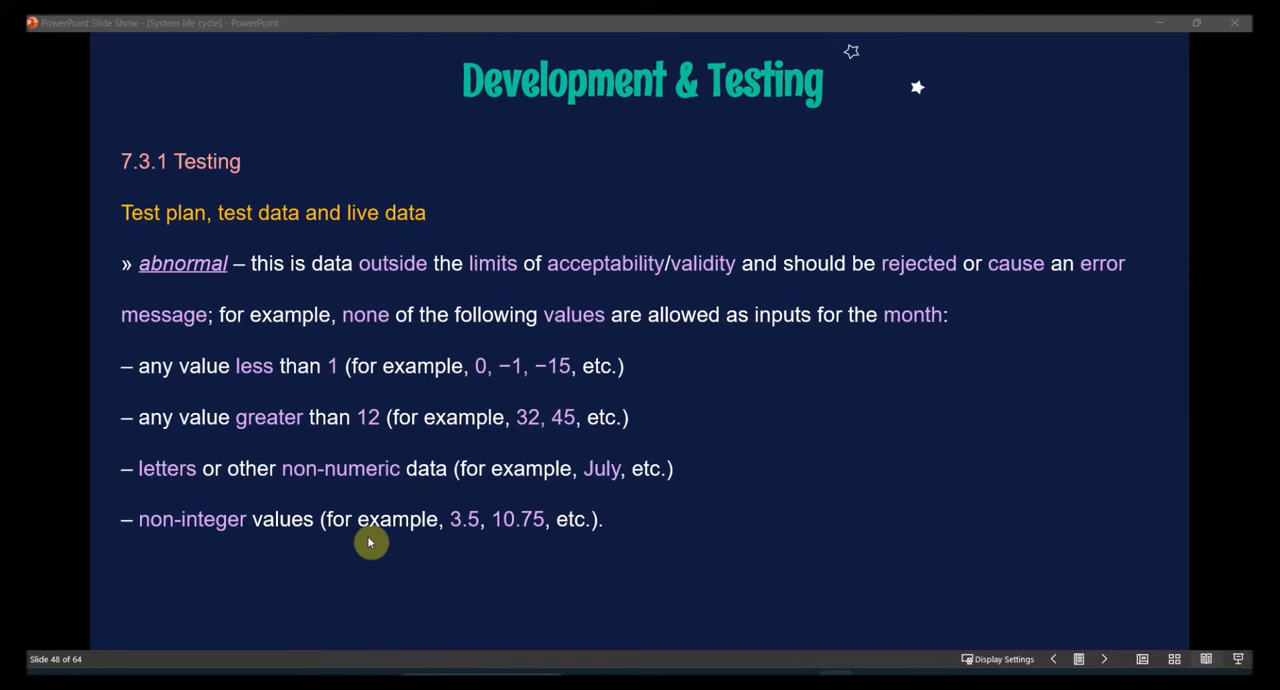 PowerPoint Slide Show - [System life cycle] - PowerPoint
Development & Testing
7.3.1 Testing
Test plan, test data and live data
» abnormal – this is data outside the limits of acceptability/validity and should be rejected or cause an error
message; for example, none of the following values are allowed as inputs for the month:
– any value less than 1 (for example, 0, −1, −15, etc.)
– any value greater than 12 (for example, 32, 45, etc.)
– letters or other non-numeric data (for example, July, etc.)
– non-integer values (for example, 3.5, 10.75, etc.).
Slide 48 of 64
Display Settings